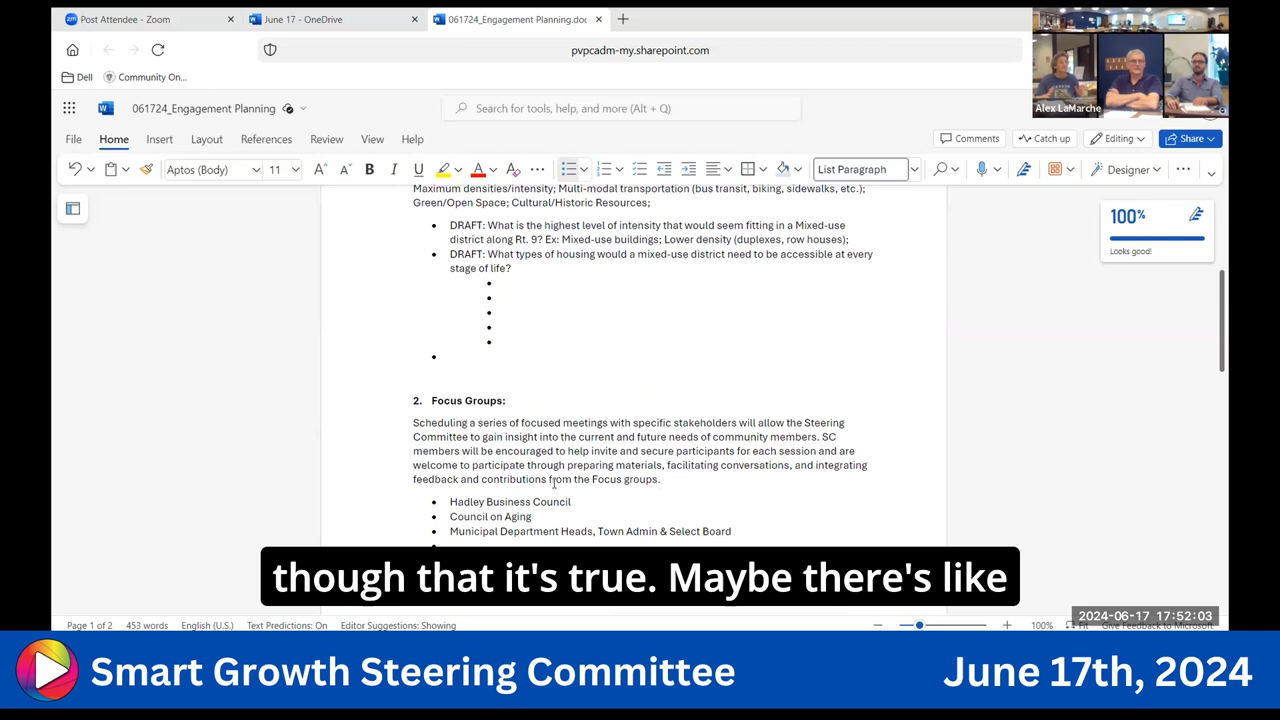 Post Attendee - Zoom
June 17 - OneDrive
061724_Engagement Planning.doc
pvpcadm-my.sharepoint.com
Dell
Community On...
Alex LaMarche
061724_Engagement Planning
Search for tools, help, and more (Alt + Q)
File Home Insert Layout References Review View Help
Comments Catch up Editing Share
Aptos (Body) 11 B I U A List Paragraph Designer
Maximum densities/intensity; Multi-modal transportation (bus transit, biking, sidewalks, etc.);
Green/Open Space; Cultural/Historic Resources;
• DRAFT: What is the highest level of intensity that would seem fitting in a Mixed-use
district along Rt. 9? Ex: Mixed-use buildings; Lower density (duplexes, row houses);
• DRAFT: What types of housing would a mixed-use district need to be accessible at every
stage of life?
100%
Looks good!
2. Focus Groups:
Scheduling a series of focused meetings with specific stakeholders will allow the Steering
Committee to gain insight into the current and future needs of community members. SC
members will be encouraged to help invite and secure participants for each session and are
welcome to participate through preparing materials, facilitating conversations, and integrating
feedback and contributions from the Focus groups.
• Hadley Business Council
• Council on Aging
• Municipal Department Heads, Town Admin & Select Board
though that it's true. Maybe there's like
2024-06-17 17:52:03
Page 1 of 2 453 words English (U.S.) Text Predictions: On Editor Suggestions: Showing 100% Fit Give Feedback to Microsoft
Smart Growth Steering Committee
June 17th, 2024